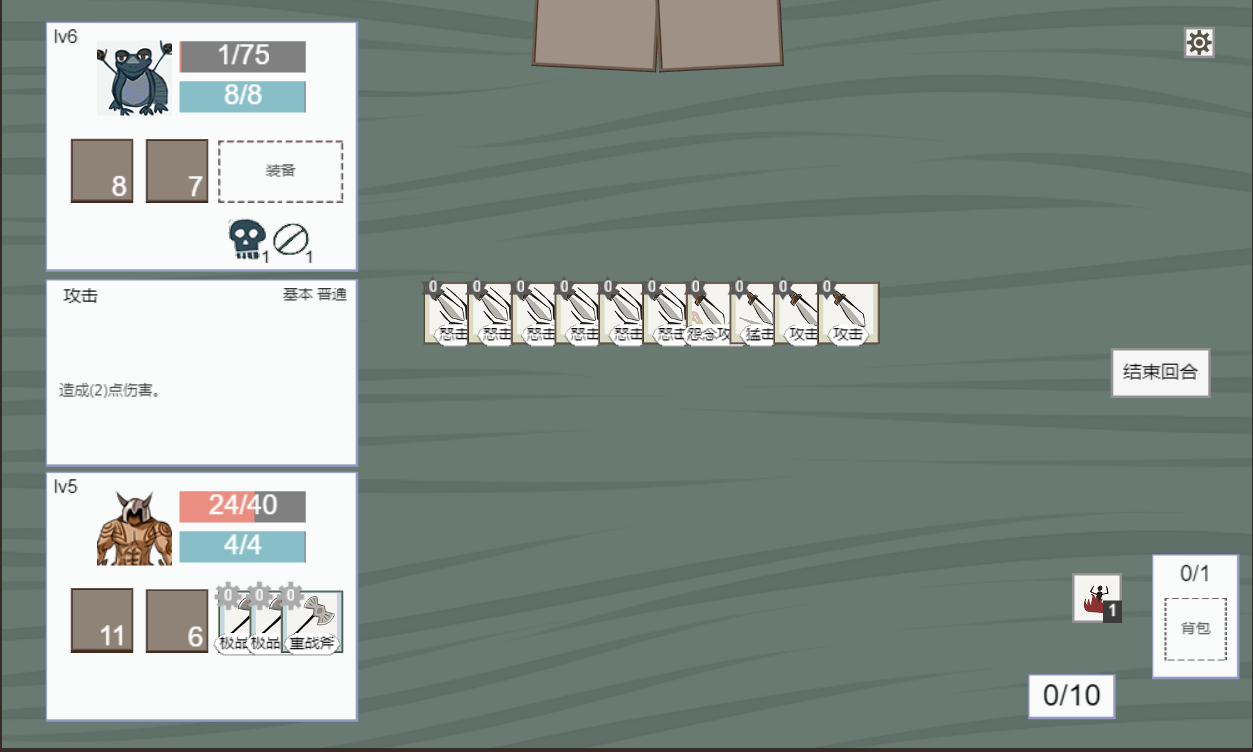 lv6
1/75
8/8
8
7
装备
1
1
攻击
基本 普通
造成(2)点伤害。
lv5
24/40
4/4
11
6
0
极品
0
极品
0
重战斧
0
怒击
0
怒击
0
怒击
0
怒击
0
怒击
0
怒击
0
怨念攻
0
猛击
0
攻击
0
攻击
结束回合
1
0/1
背包
0/10